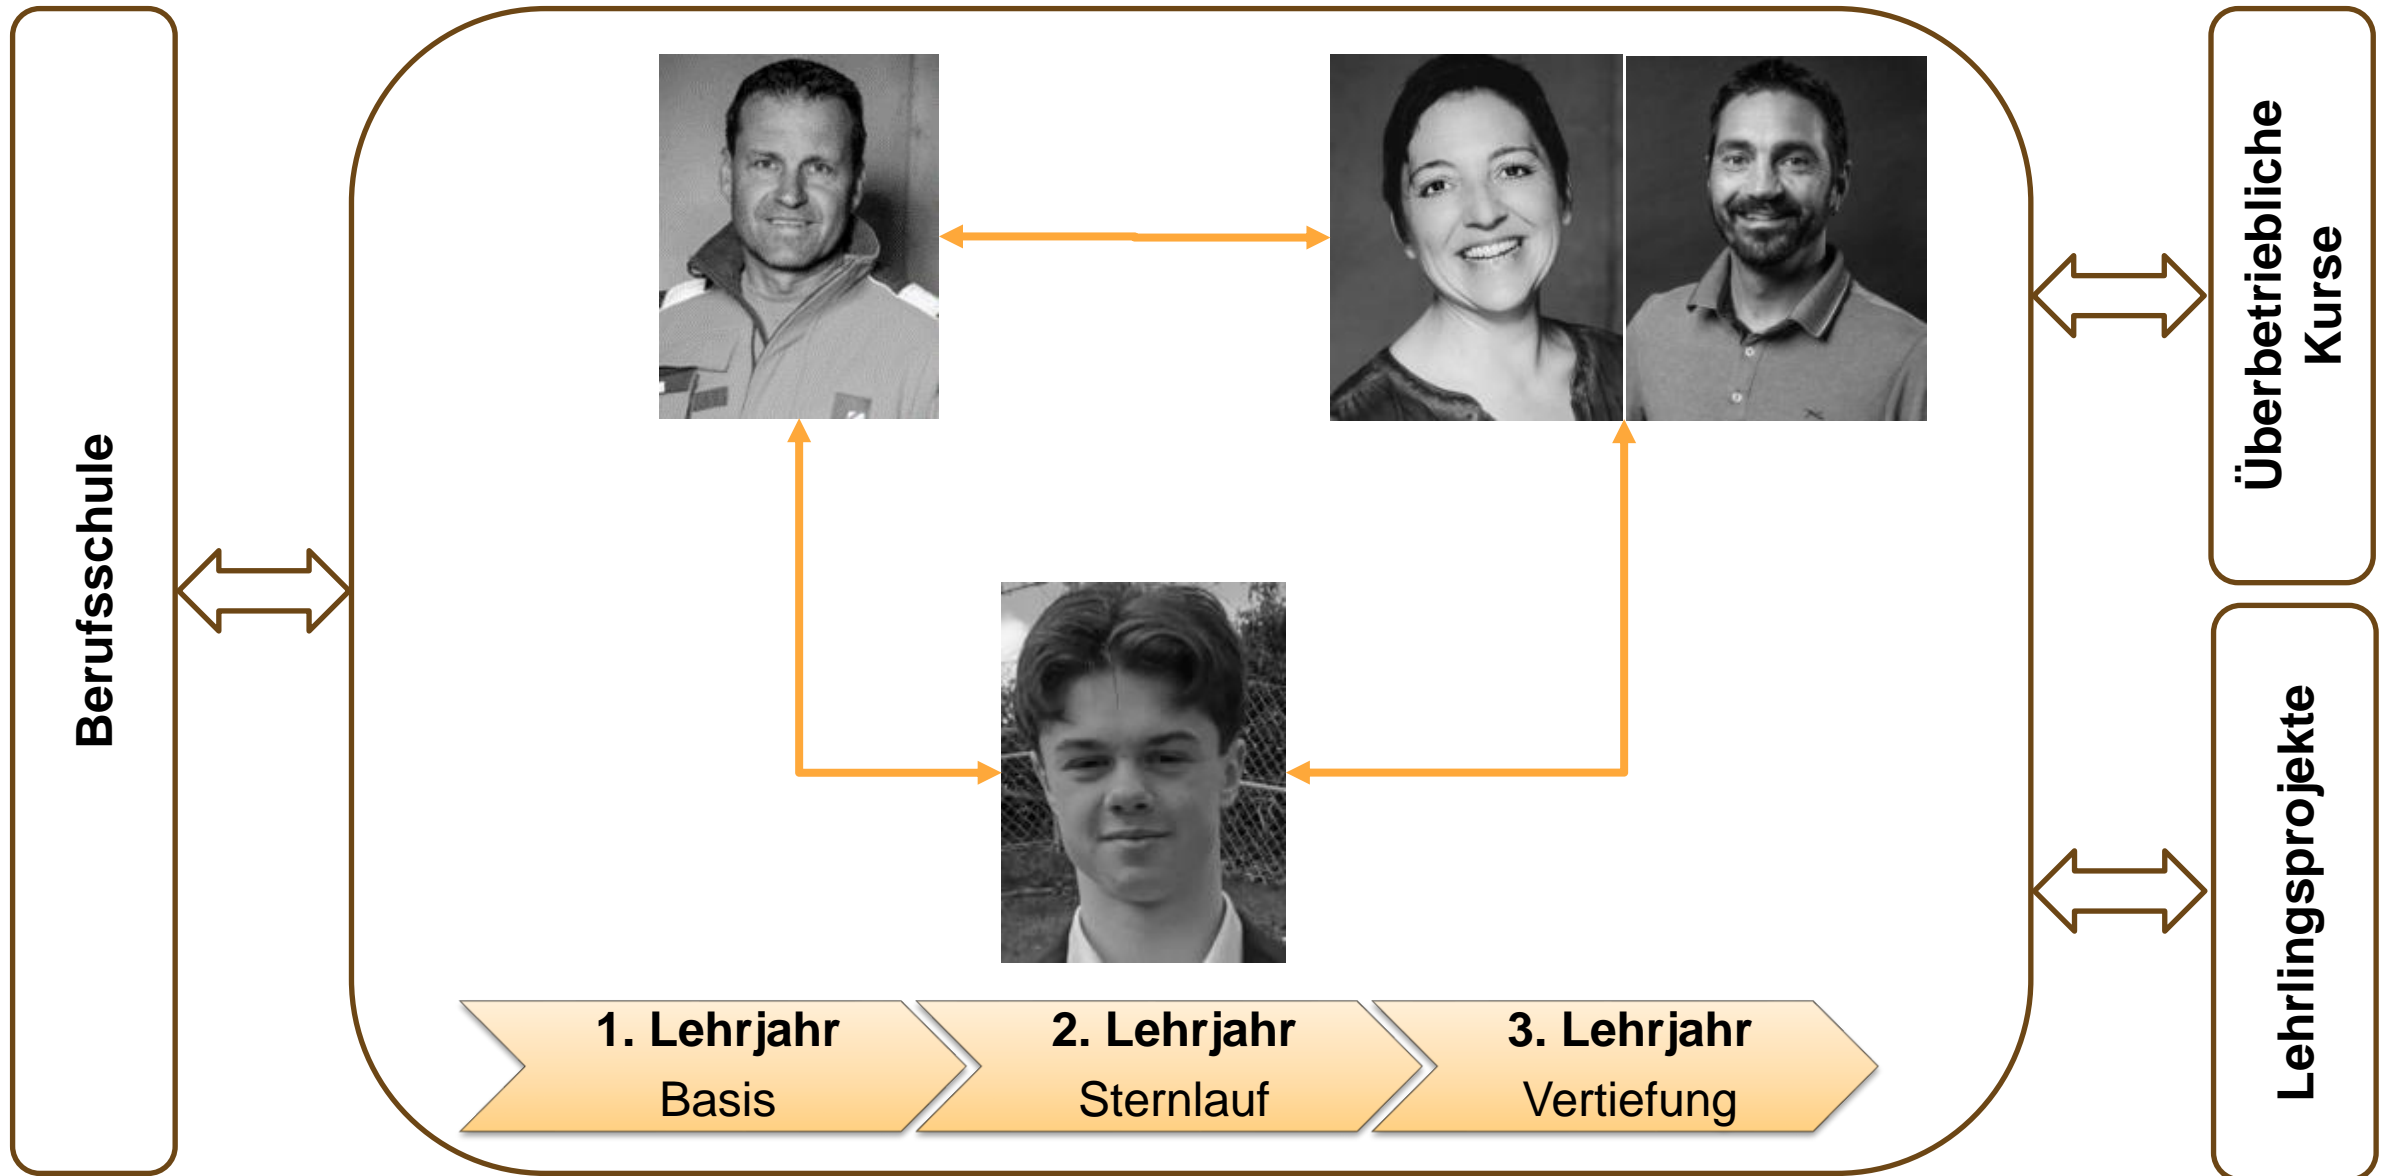 Berufsschule
Überbetriebliche
Kurse
Lehrlingsprojekte
1. Lehrjahr
Basis
2. Lehrjahr
Sternlauf
3. Lehrjahr
Vertiefung